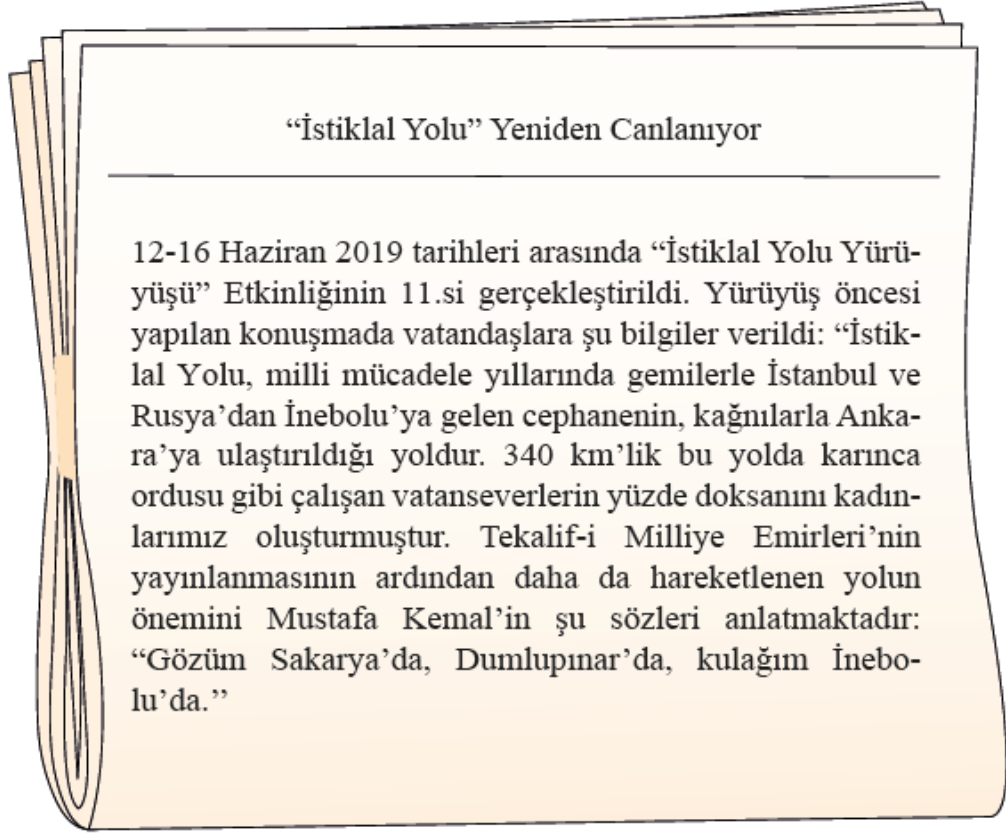 “İstiklal Yolu” Yeniden Canlanıyor
12-16 Haziran 2019 tarihleri arasında “İstiklal Yolu Yürü-
yüşü” Etkinliğinin 11.si gerçekleştirildi. Yürüyüş öncesi
yapılan konuşmada vatandaşlara şu bilgiler verildi: “İstik-
lal Yolu, milli mücadele yıllarında gemilerle İstanbul ve
Rusya’dan İnebolu’ya gelen cephanenin, kağnılarla Anka-
ra’ya ulaştırıldığı yoldur. 340 km’lik bu yolda karınca
ordusu gibi çalışan vatanseverlerin yüzde doksanını kadın-
larımız oluşturmuştur. Tekalif-i Milliye Emirleri’nin
yayınlanmasının ardından daha da hareketlenen yolun
önemini Mustafa Kemal’in şu sözleri anlatmaktadır:
“Gözüm Sakarya’da, Dumlupınar’da, kulağım İnebo-
lu’da.’’